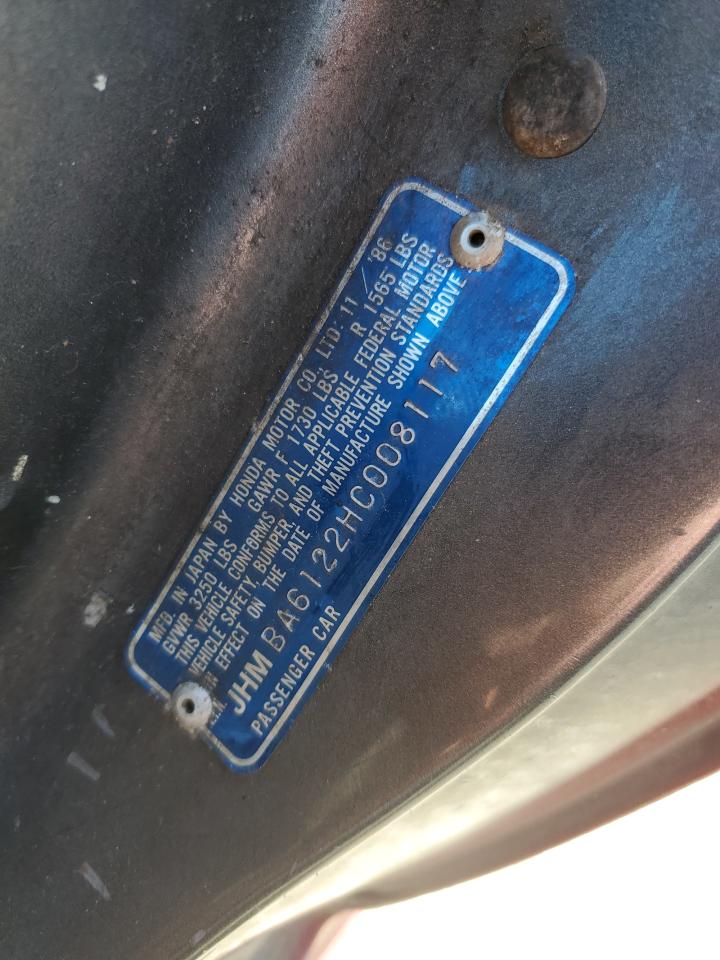 MFD. IN JAPAN BY HONDA MOTOR CO., LTD: 11 / '86
GVWR 3250 LBS GAWR F 1730 LBS R 1565 LBS
THIS VEHICLE CONFORMS TO ALL APPLICABLE FEDERAL MOTOR
VEHICLE SAFETY, BUMPER, AND THEFT PREVENTION STANDARDS
IN EFFECT ON THE DATE OF MANUFACTURE SHOWN ABOVE
V.I.N.
JHM BA6122HC008117
PASSENGER CAR